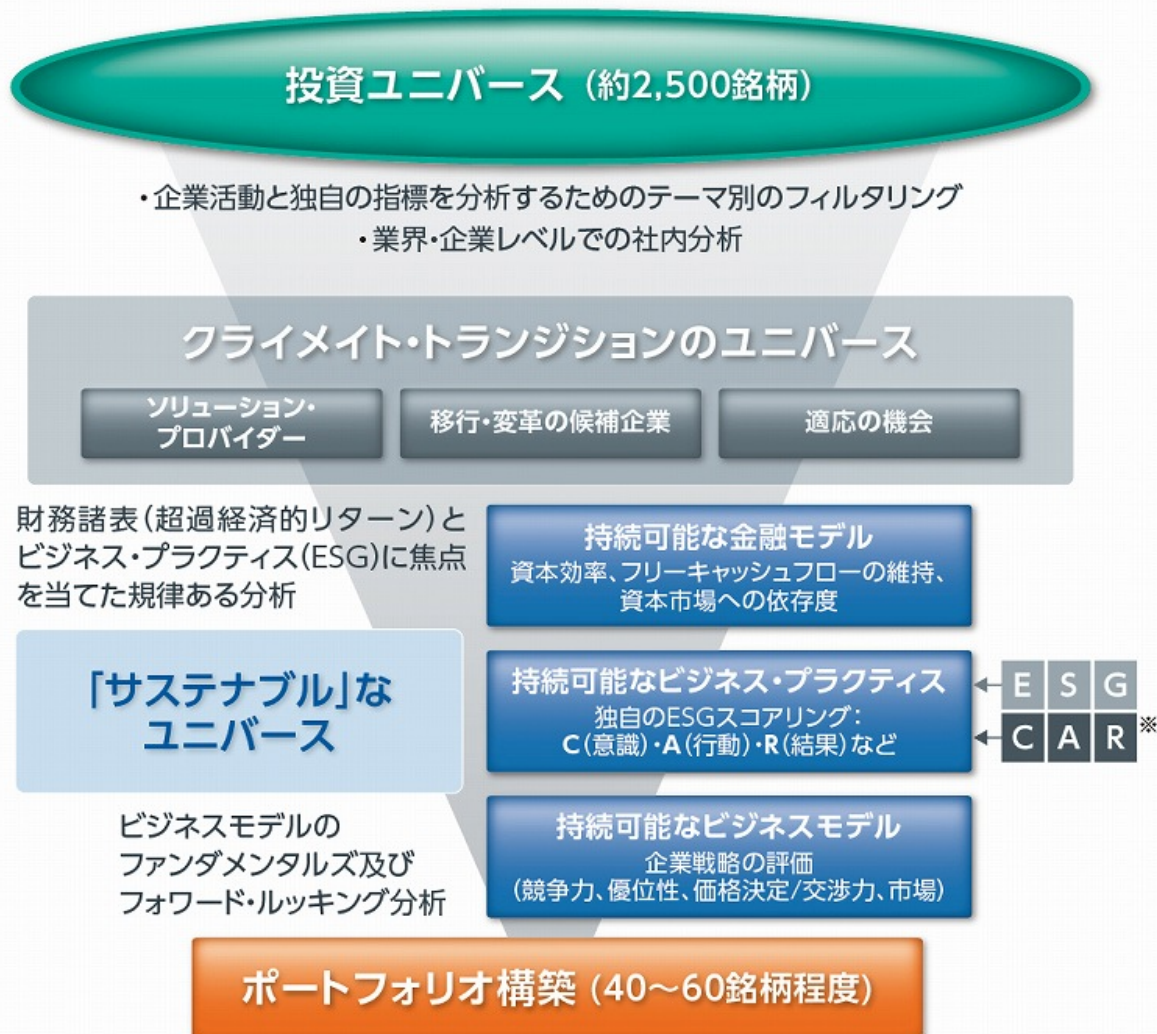 投資ユニバース (約2,500銘柄)
・企業活動と独自の指標を分析するためのテーマ別のフィルタリング
・業界・企業レベルでの社内分析
クライメイト・トランジションのユニバース
ソリューション・
プロバイダー
移行・変革の候補企業
適応の機会
財務諸表(超過経済的リターン)と
ビジネス・プラクティス(ESG)に焦点
を当てた規律ある分析
持続可能な金融モデル
資本効率、フリーキャッシュフローの維持、
資本市場への依存度
「サステナブル」な
ユニバース
持続可能なビジネス・プラクティス
独自のESGスコアリング:
C(意識)・A(行動)・R(結果)など
E S G
C A R ※
ビジネスモデルの
ファンダメンタルズ及び
フォワード・ルッキング分析
持続可能なビジネスモデル
企業戦略の評価
(競争力、優位性、価格決定/交渉力、市場)
ポートフォリオ構築 (40～60銘柄程度)